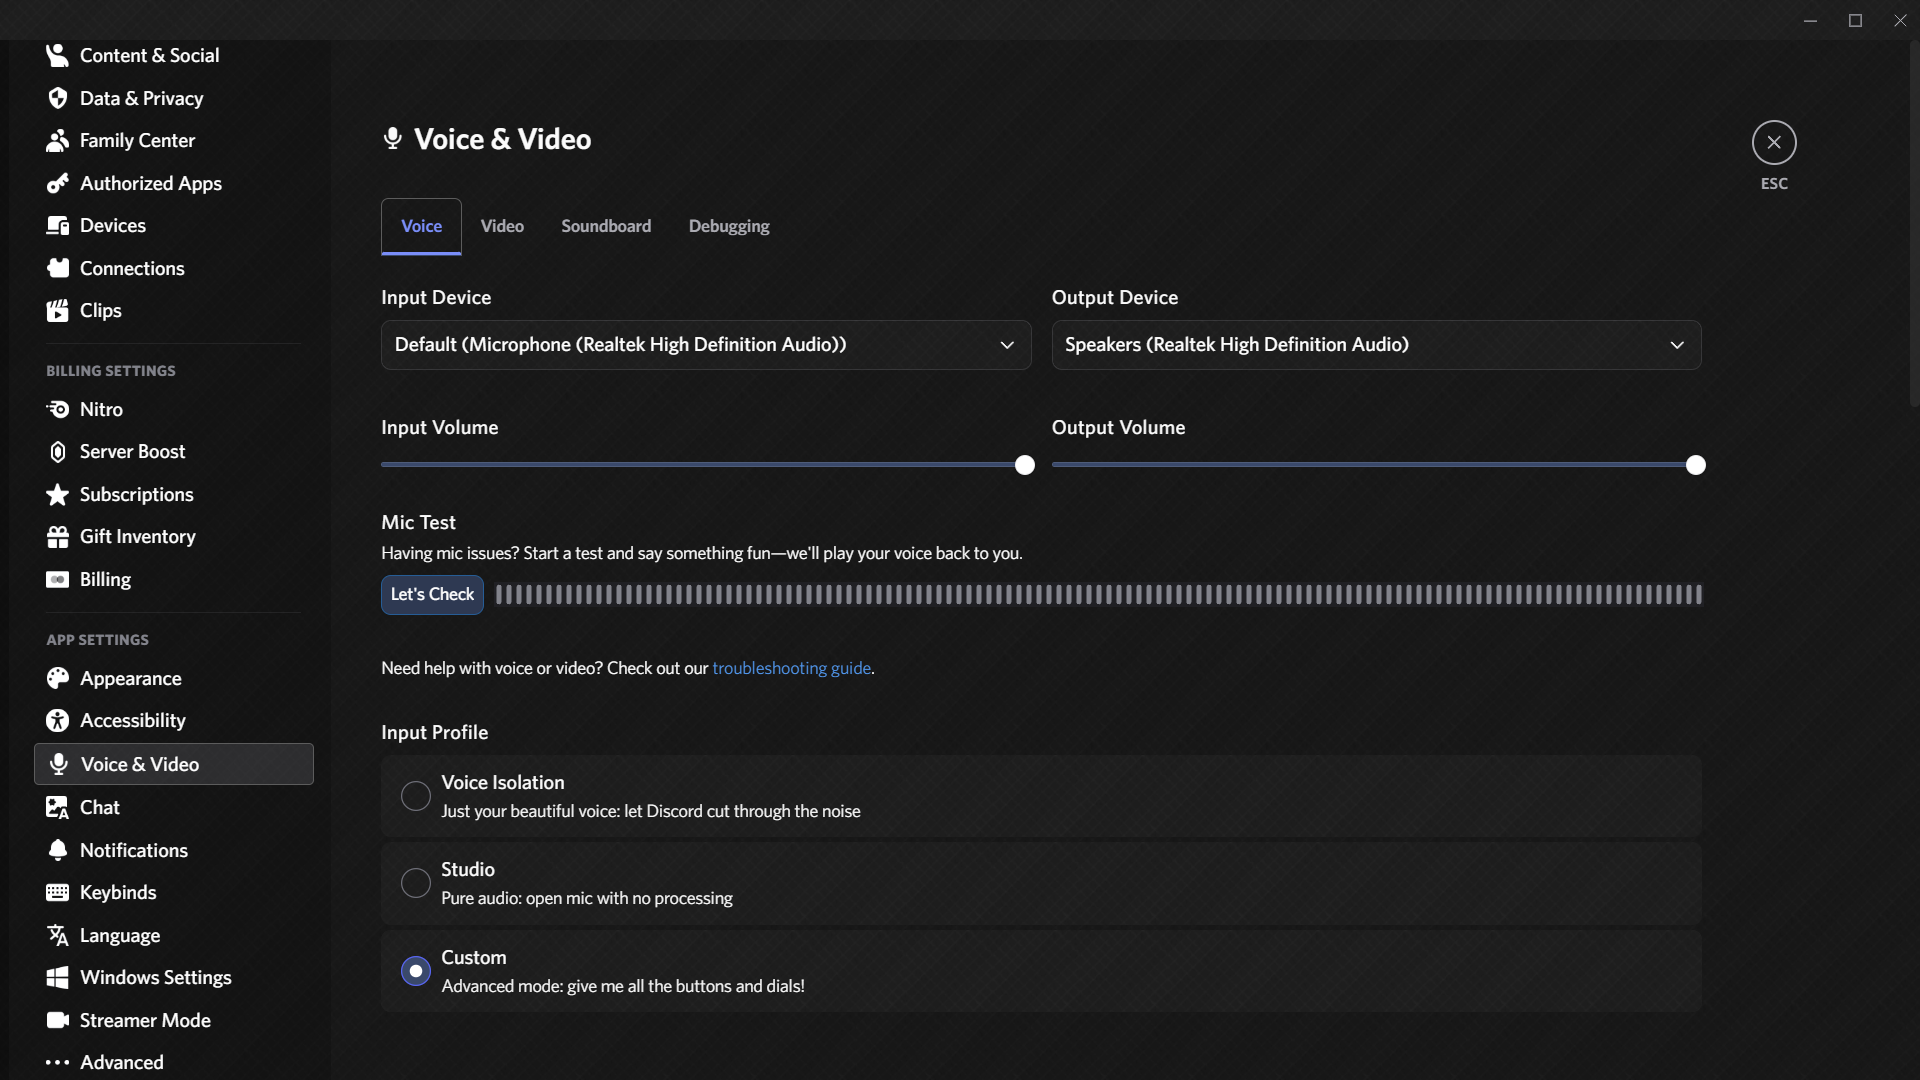 Content & Social
Data & Privacy
Family Center
Authorized Apps
Devices
Connections
Clips
BILLING SETTINGS
Nitro
Server Boost
Subscriptions
Gift Inventory
Billing
APP SETTINGS
Appearance
Accessibility
Voice & Video
Chat
Notifications
Keybinds
Language
Windows Settings
Streamer Mode
Advanced
Voice & Video
ESC
Voice Video Soundboard Debugging
Input Device
Default (Microphone (Realtek High Definition Audio))
Output Device
Speakers (Realtek High Definition Audio)
Input Volume
Output Volume
Mic Test
Having mic issues? Start a test and say something fun—we'll play your voice back to you.
Let's Check
Need help with voice or video? Check out our troubleshooting guide.
Input Profile
Voice Isolation
Just your beautiful voice: let Discord cut through the noise
Studio
Pure audio: open mic with no processing
Custom
Advanced mode: give me all the buttons and dials!